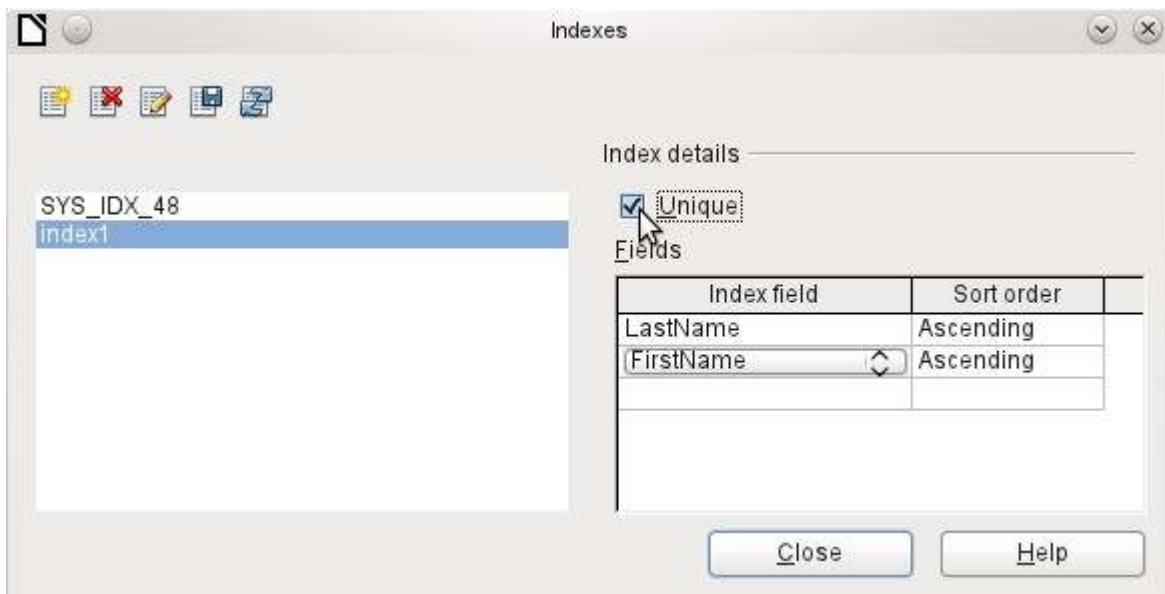 Indexes
Index details
SYS_IDX_48
index1
Unique
Fields
Index field Sort order
LastName Ascending
FirstName Ascending
Close Help